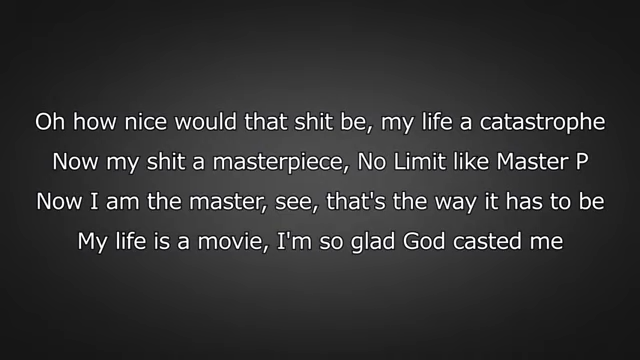 Oh how nice would that shit be, my life a catastrophe
Now my shit a masterpiece, No Limit like Master P
Now I am the master, see, that's the way it has to be
My life is a movie, I'm so glad God casted me